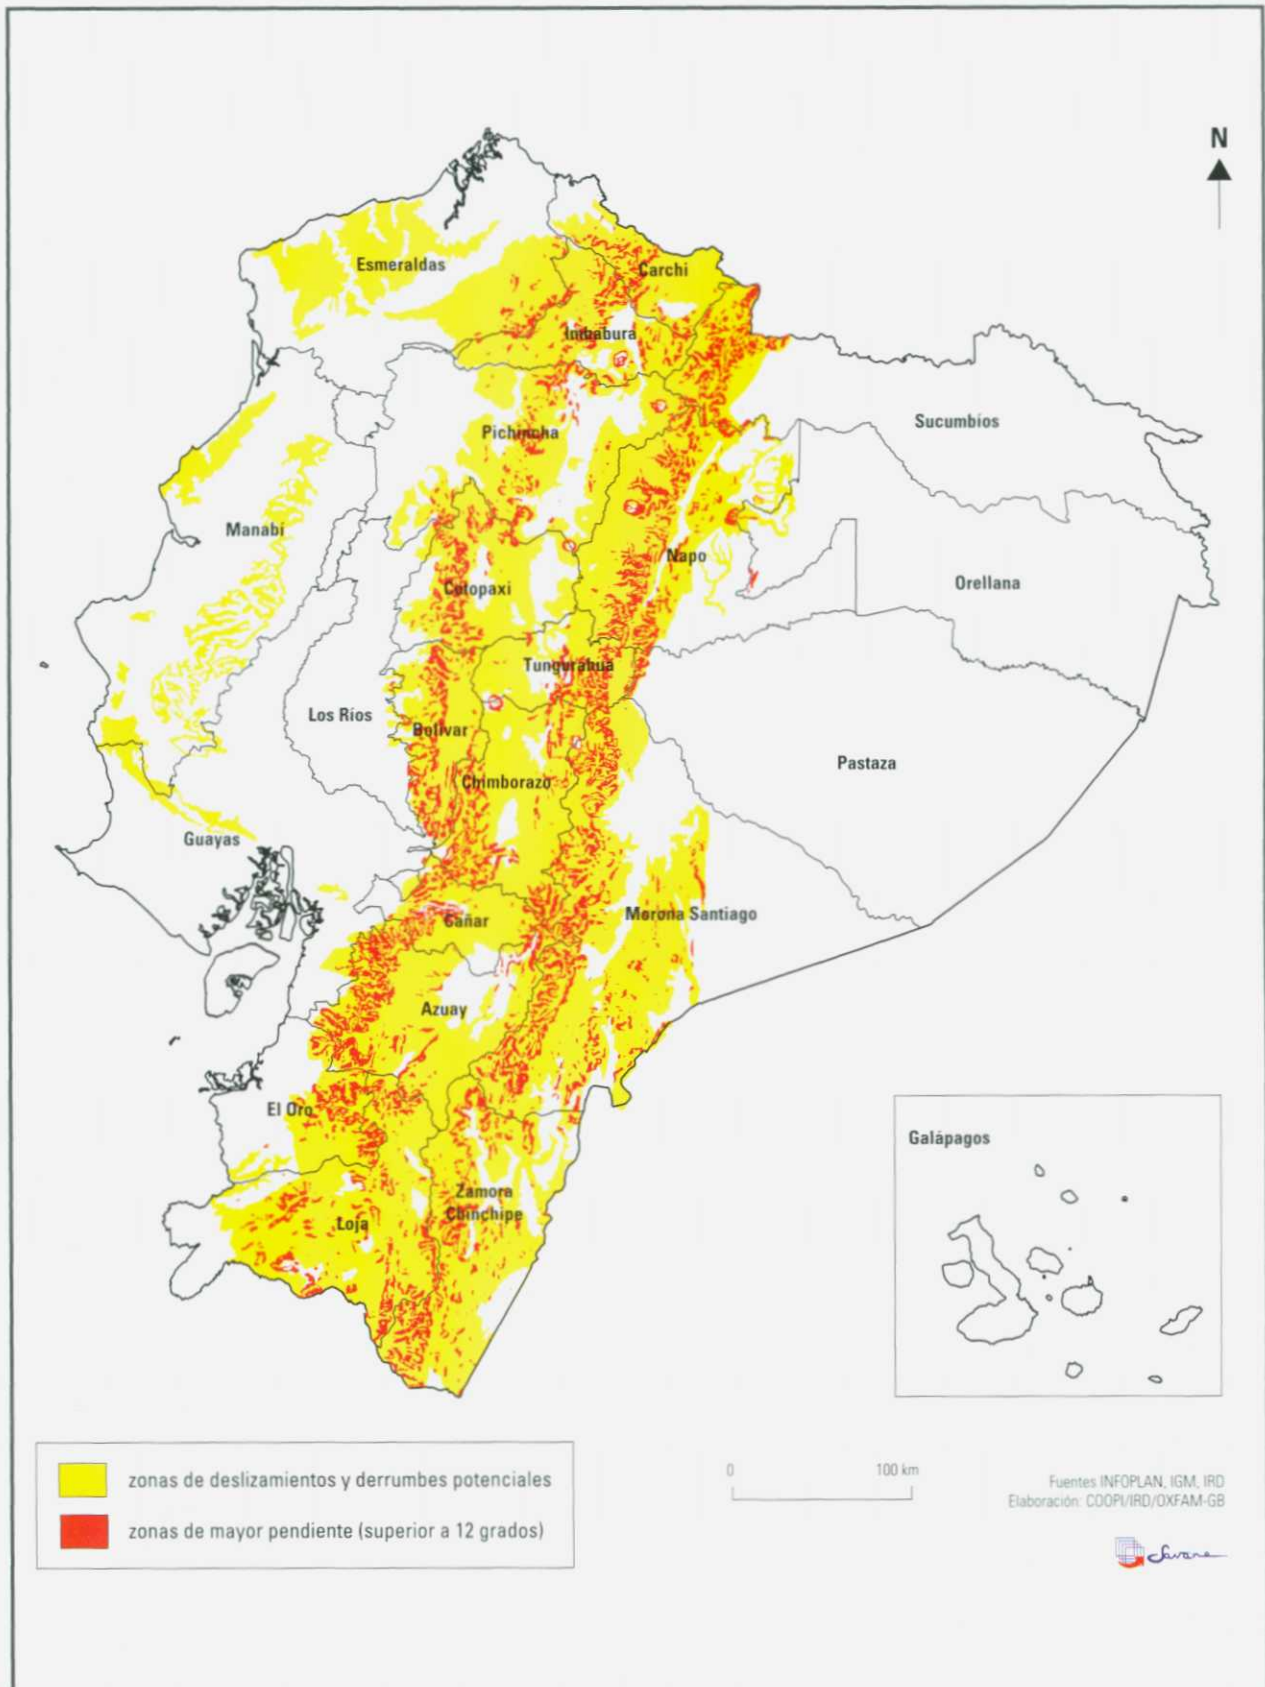 N
Esmeraldas
Carchi
Imbabura
Sucumbíos
Pichincha
Manabí
Napo
Orellana
Cotopaxi
Tungurahua
Los Ríos
Bolívar
Pastaza
Chimborazo
Guayas
Morona Santiago
Cañar
Azuay
El Oro
Galápagos
Zamora
Chinchipe
Loja
zonas de deslizamientos y derrumbes potenciales
zonas de mayor pendiente (superior a 12 grados)
0 100 km
Fuentes INFOPLAN, IGM, IRD
Elaboración: COOPI/IRD/OXFAM-GB
Savane